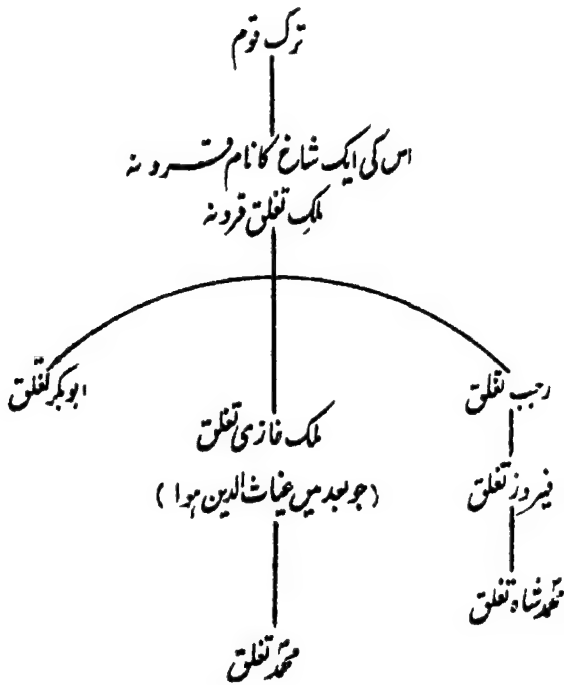 ترک قوم
اس کی ایک شاخ کا نام قرونہ
ملک تغلق قرونہ
رجب تغلق
ابوبکر تغلق
ملک غازی تغلق
فیروز تغلق
(جو بعد میں غیاث الدین ہوا)
محمد شاہ تغلق
محمد تغلق